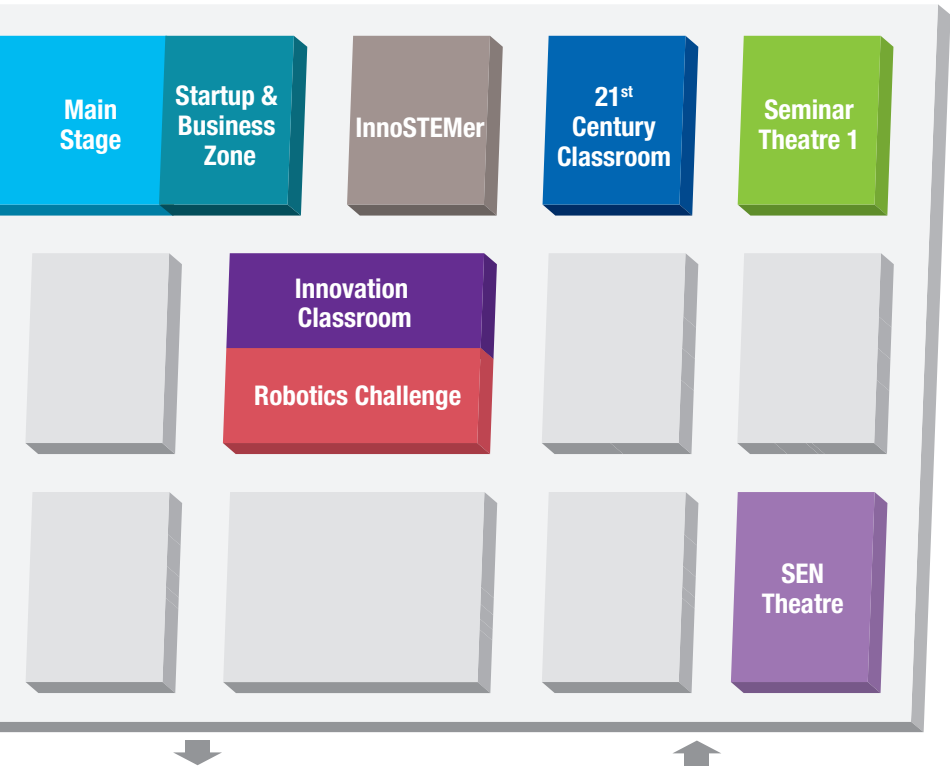 Main
Stage
Startup &
Business
Zone
InnoSTEMer
21st
Century
Classroom
Seminar
Theatre 1
Innovation
Classroom
Robotics Challenge
SEN
Theatre